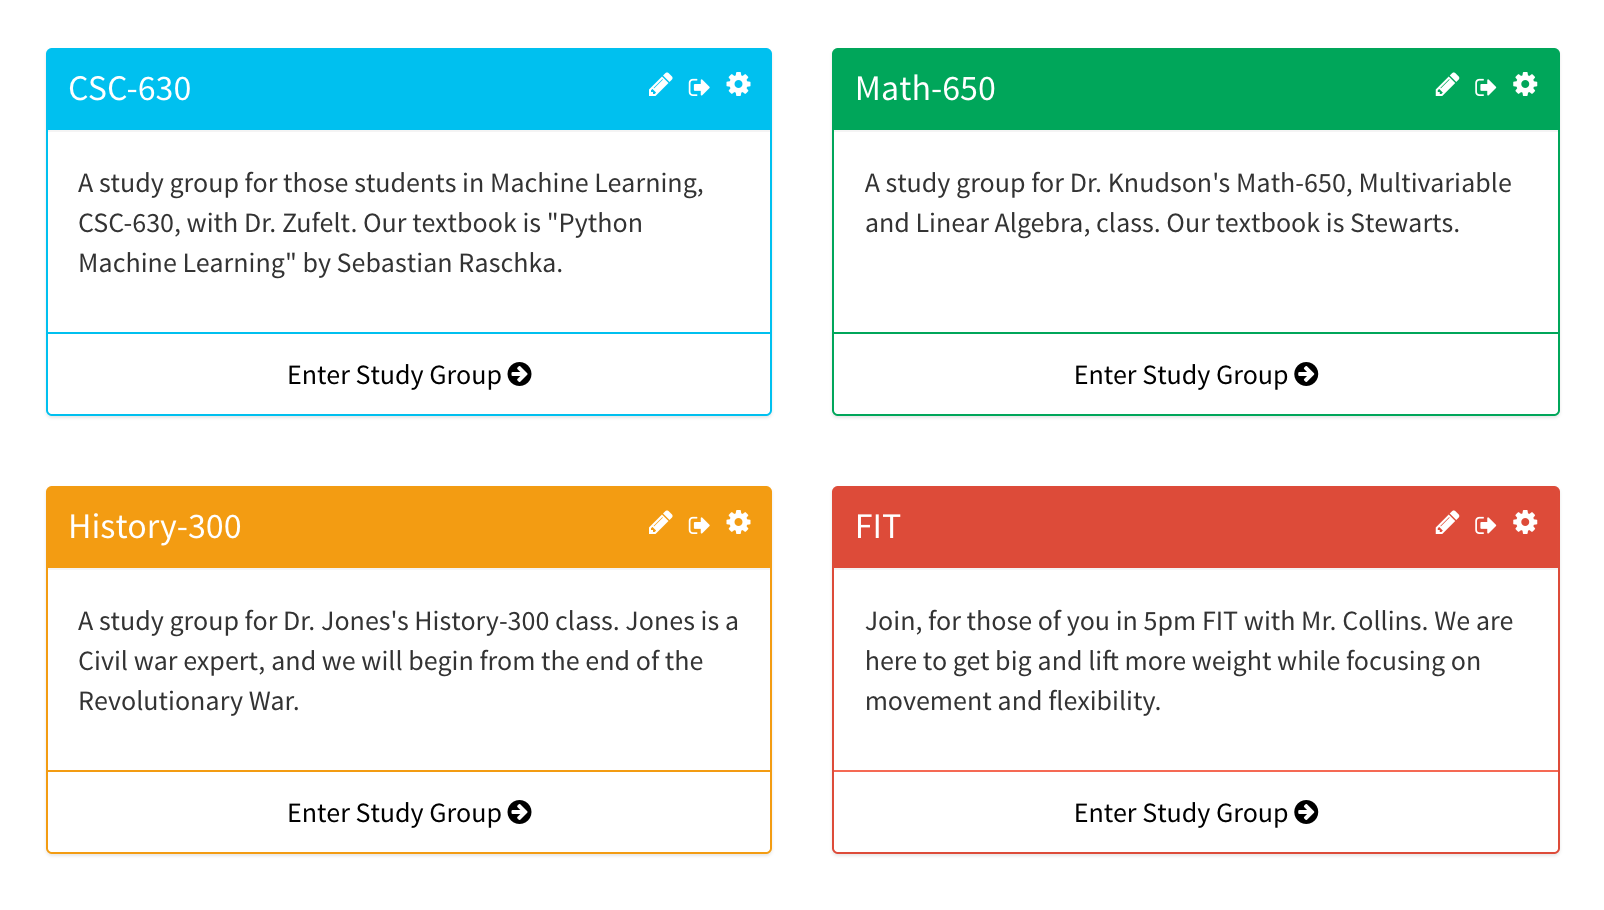 CSC-630
A study group for those students in Machine Learning,
CSC-630, with Dr. Zufelt. Our textbook is "Python
Machine Learning" by Sebastian Raschka.
Enter Study Group
Math-650
A study group for Dr. Knudson's Math-650, Multivariable
and Linear Algebra, class. Our textbook is Stewarts.
Enter Study Group
History-300
A study group for Dr. Jones's History-300 class. Jones is a
Civil war expert, and we will begin from the end of the
Revolutionary War.
Enter Study Group
FIT
Join, for those of you in 5pm FIT with Mr. Collins. We are
here to get big and lift more weight while focusing on
movement and flexibility.
Enter Study Group